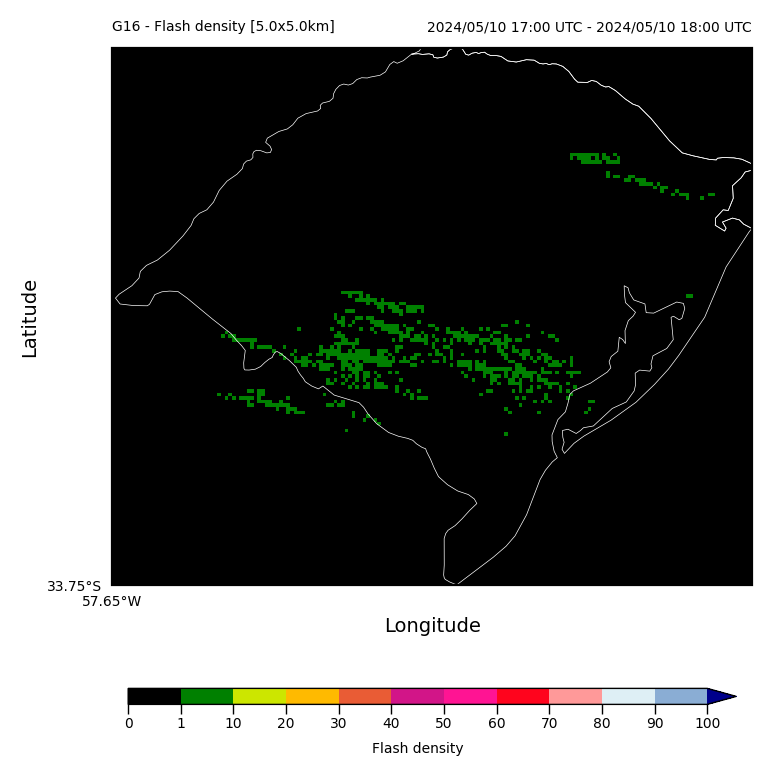 G16 - Flash density [5.0x5.0km]
2024/05/10 17:00 UTC - 2024/05/10 18:00 UTC
Latitude
33.75°S
57.65°W
Longitude
0 1 10 20 30 40 50 60 70 80 90 100
Flash density